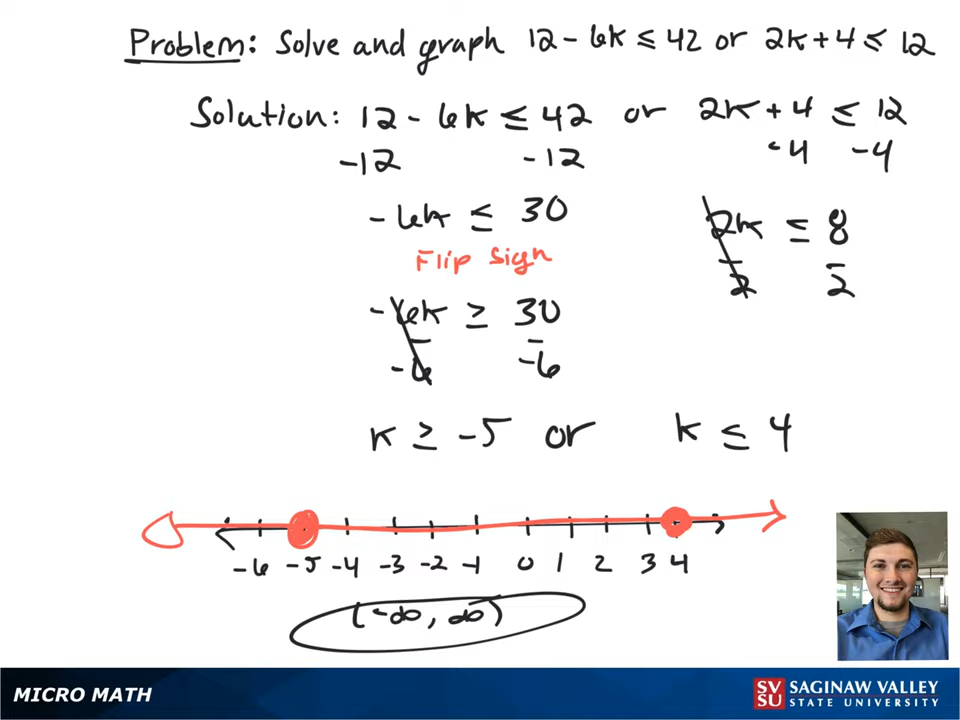 Problem: Solve and graph 12 - 6k ≤ 42 or 2k + 4 ≤ 12
Solution: 12 - 6k ≤ 42 or 2k + 4 ≤ 12
-12 -12 -4 -4
-6k ≤ 30 2k ≤ 8
Flip Sign 2 2
-6k ≥ 30
-6 -6
k ≥ -5 or k ≤ 4
-6 -5 -4 -3 -2 -1 0 1 2 3 4
(-∞, ∞)
MICRO MATH
SV SU SAGINAW VALLEY
STATE UNIVERSITY